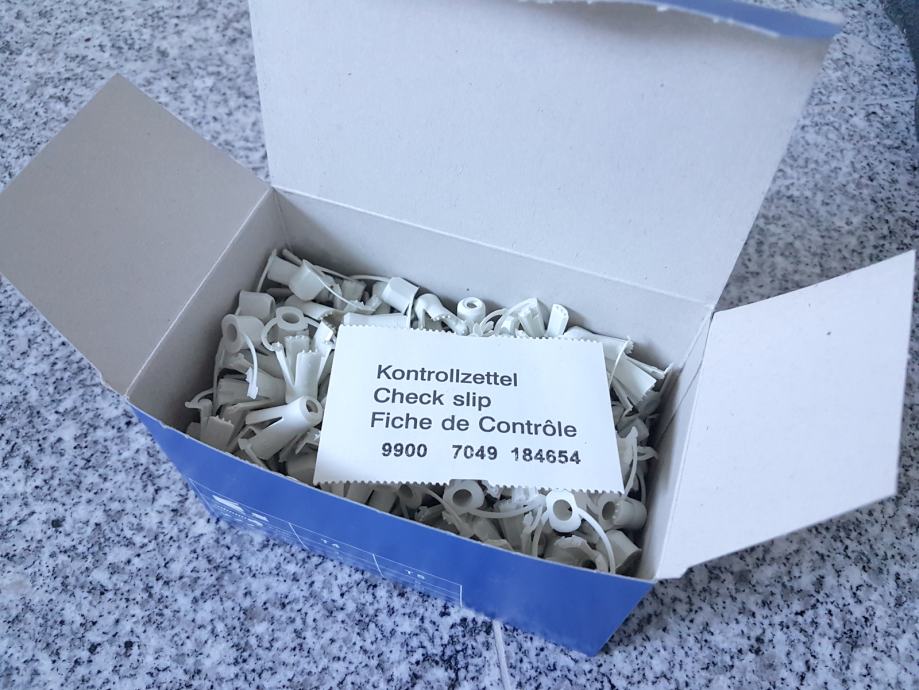 Kontrollzettel
Check slip
Fiche de Contrôle
9900 7049 184654